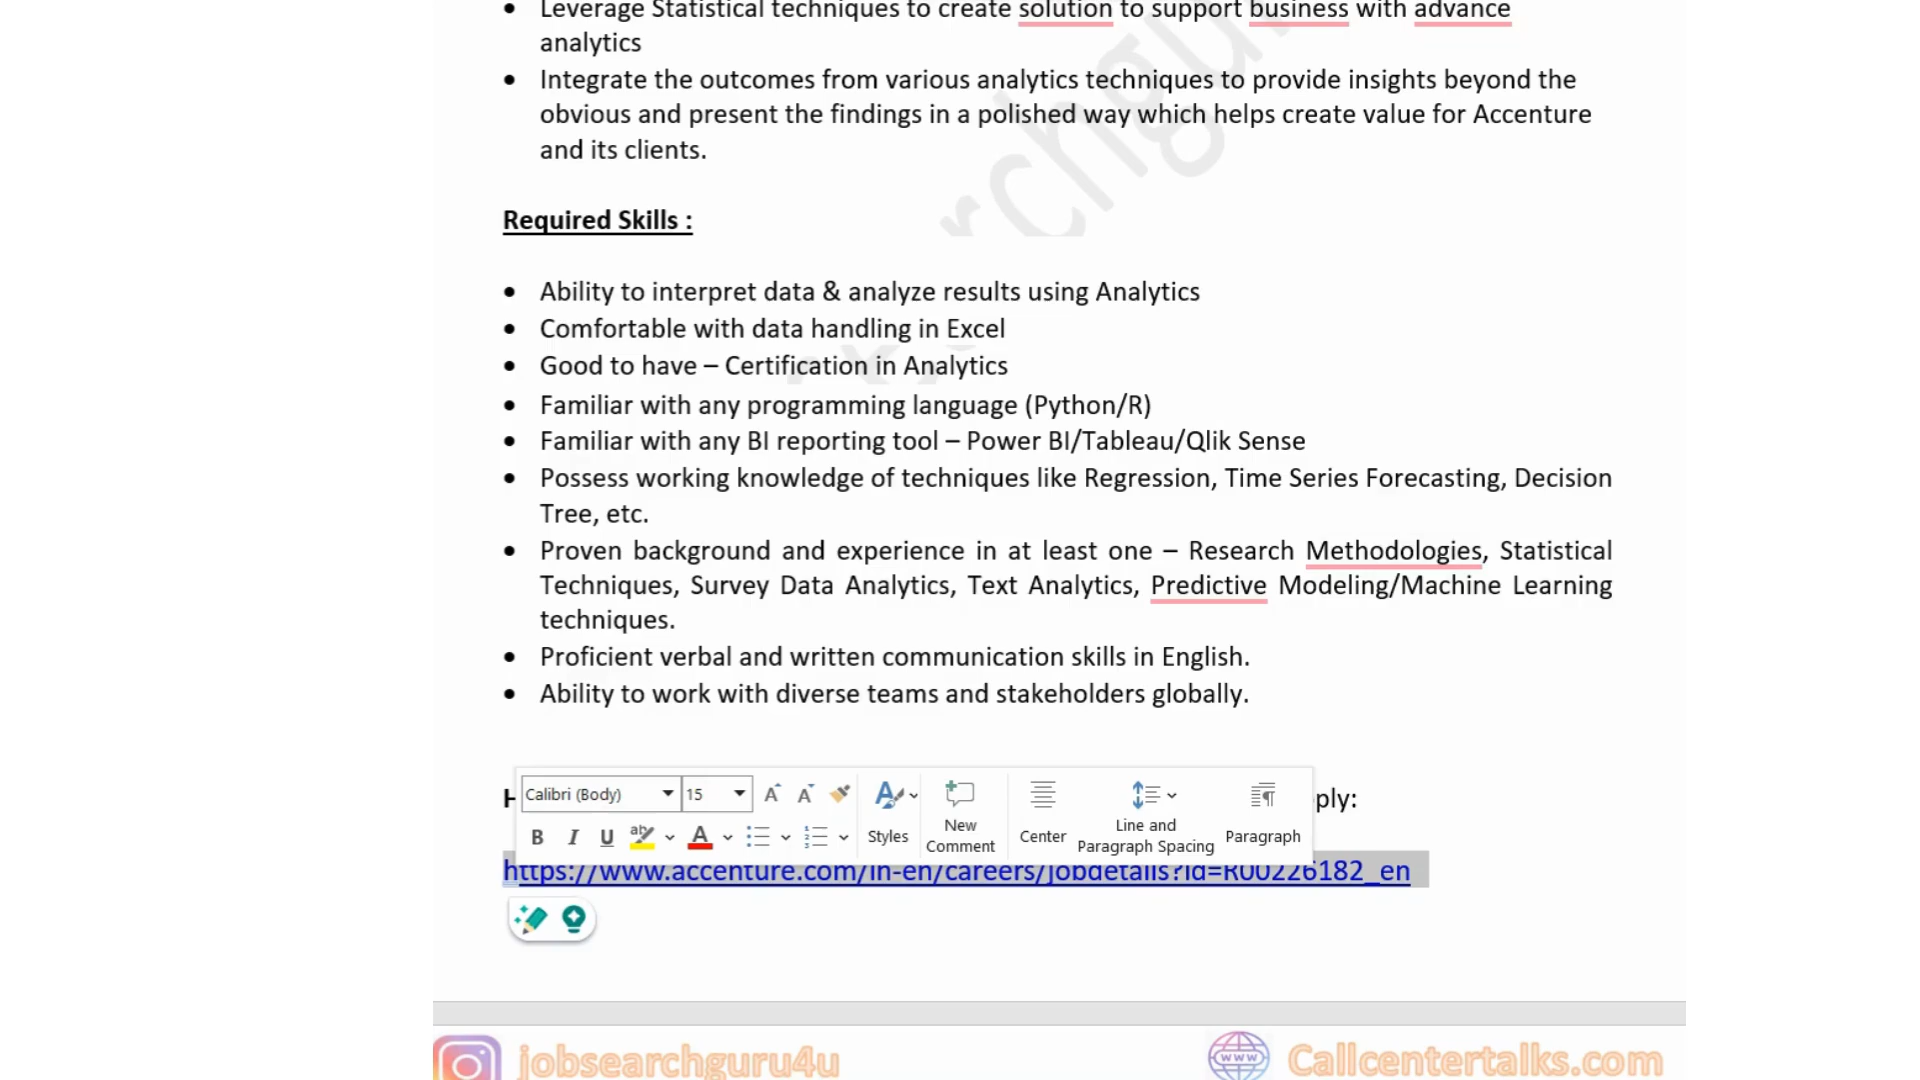 • Leverage Statistical techniques to create solution to support business with advance
analytics
• Integrate the outcomes from various analytics techniques to provide insights beyond the
obvious and present the findings in a polished way which helps create value for Accenture
and its clients.
Required Skills :
• Ability to interpret data & analyze results using Analytics
• Comfortable with data handling in Excel
• Good to have – Certification in Analytics
• Familiar with any programming language (Python/R)
• Familiar with any BI reporting tool – Power BI/Tableau/Qlik Sense
• Possess working knowledge of techniques like Regression, Time Series Forecasting, Decision
Tree, etc.
• Proven background and experience in at least one – Research Methodologies, Statistical
Techniques, Survey Data Analytics, Text Analytics, Predictive Modeling/Machine Learning
techniques.
• Proficient verbal and written communication skills in English.
• Ability to work with diverse teams and stakeholders globally.
Calibri (Body) 15
B I U Styles New Comment Center Line and Paragraph Spacing Paragraph
https://www.accenture.com/in-en/careers/jobdetails?id=R00226182_en
jobsearchguru4u
www Callcentertalks.com